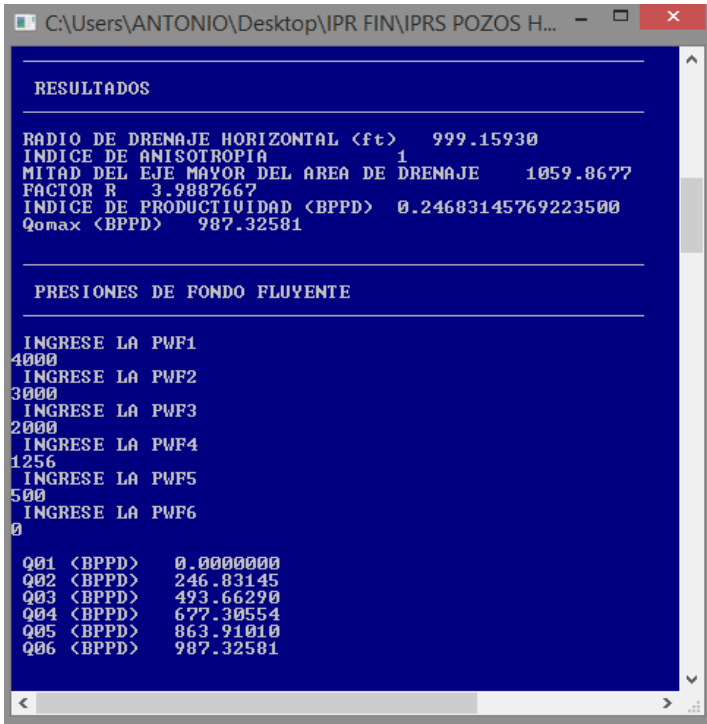 C:\Users\ANTONIO\Desktop\IPR FIN\IPRS POZOS H...
RESULTADOS
RADIO DE DRENAJE HORIZONTAL (ft) 999.15930
INDICE DE ANISOTROPIA 1
MITAD DEL EJE MAYOR DEL AREA DE DRENAJE 1059.8677
FACTOR R 3.9887667
INDICE DE PRODUCTIVIDAD (BPPD) 0.24683145769223500
Qomax (BPPD) 987.32581
PRESIONES DE FONDO FLUYENTE
INGRESE LA PWF1
4000
INGRESE LA PWF2
3000
INGRESE LA PWF3
2000
INGRESE LA PWF4
1256
INGRESE LA PWF5
500
INGRESE LA PWF6
0
Q01 (BPPD) 0.0000000
Q02 (BPPD) 246.83145
Q03 (BPPD) 493.66290
Q04 (BPPD) 677.30554
Q05 (BPPD) 863.91010
Q06 (BPPD) 987.32581